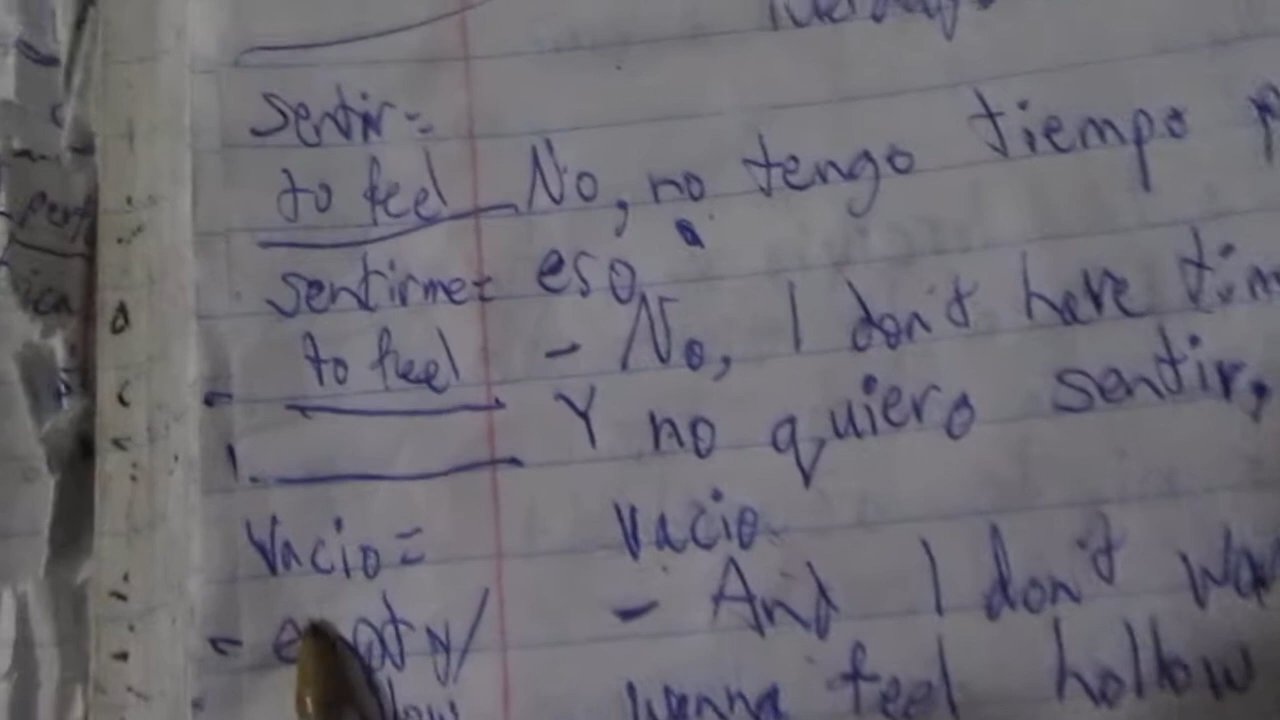 sentir=
to feel No, no tengo tiempo
sentirme= eso
to feel - No, I don't have
Y no quiero sentir,
Vacio= vacio
- empty/ - And I don't
wanna feel hollow